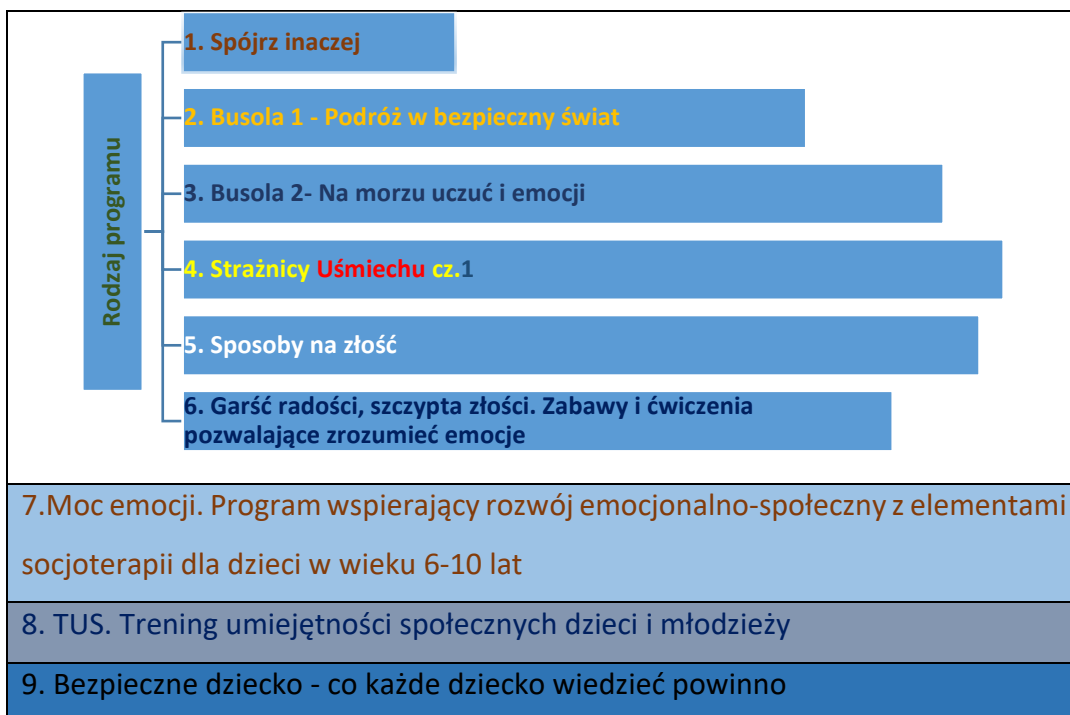 Rodzaj programu
1. Spójrz inaczej
2. Busola 1 - Podróż w bezpieczny świat
3. Busola 2- Na morzu uczuć i emocji
4. Strażnicy Uśmiechu cz.1
5. Sposoby na złość
6. Garść radości, szczypta złości. Zabawy i ćwiczenia
pozwalające zrozumieć emocje
7.Moc emocji. Program wspierający rozwój emocjonalno-społeczny z elementami
socjoterapii dla dzieci w wieku 6-10 lat
8. TUS. Trening umiejętności społecznych dzieci i młodzieży
9. Bezpieczne dziecko - co każde dziecko wiedzieć powinno